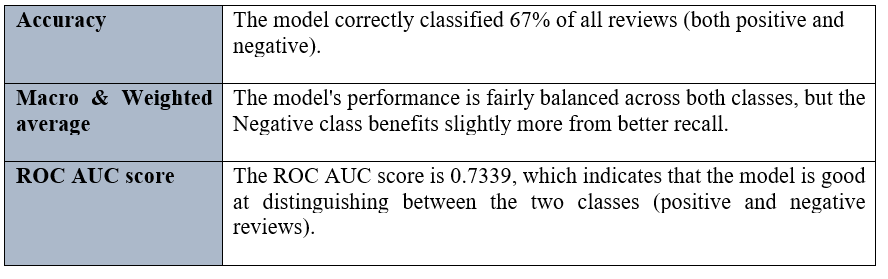 Accuracy
The model correctly classified 67% of all reviews (both positive and
negative).
Macro & Weighted
average
The model's performance is fairly balanced across both classes, but the
Negative class benefits slightly more from better recall.
ROC AUC score
The ROC AUC score is 0.7339, which indicates that the model is good
at distinguishing between the two classes (positive and negative
reviews).